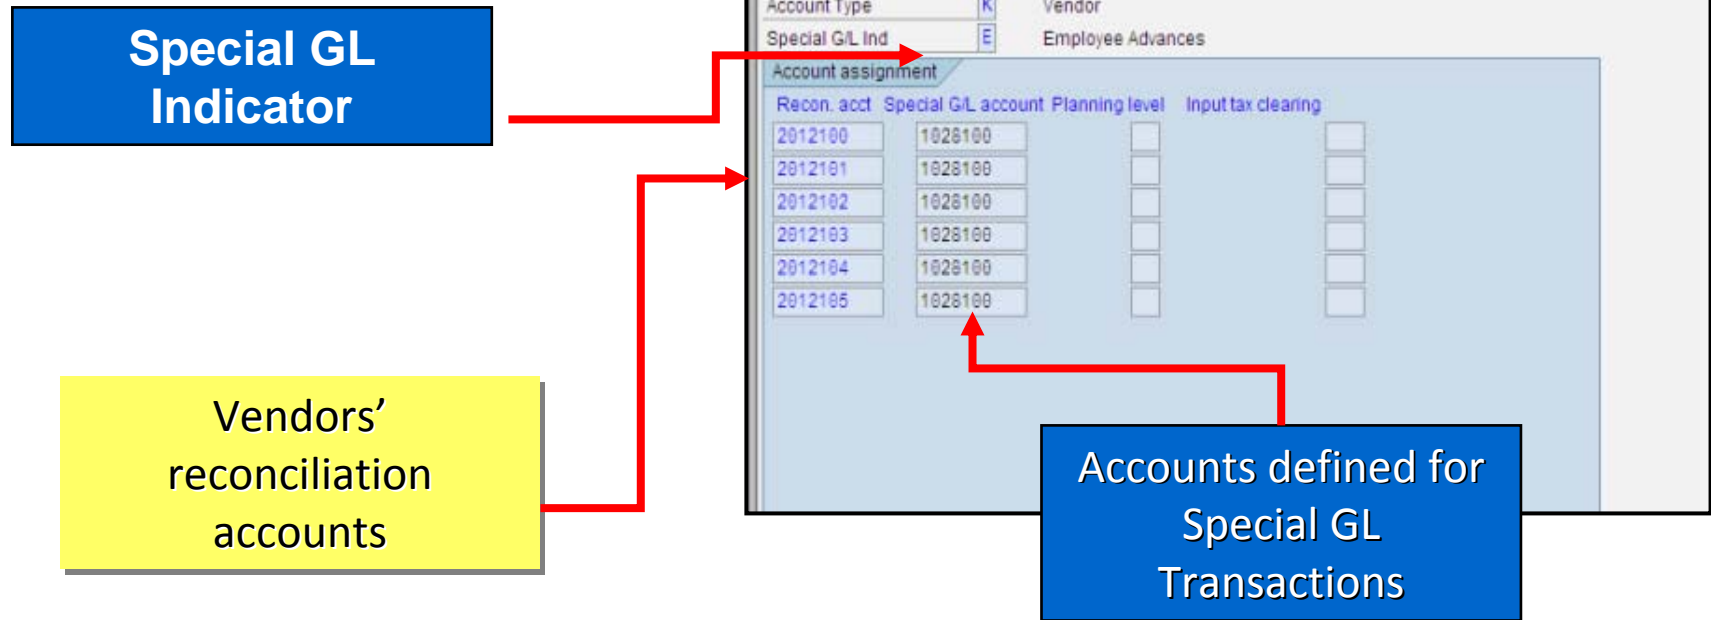 Special GL
Indicator
Account Type K Vendor
Special G/L Ind E Employee Advances
Account assignment
Recon. acct Special G/L account Planning level Input tax clearing
2012100 1028100
2012101 1028100
2012102 1028100
2012103 1028100
2012104 1028100
2012105 1028100
Vendors’
reconciliation
accounts
Accounts defined for
Special GL
Transactions